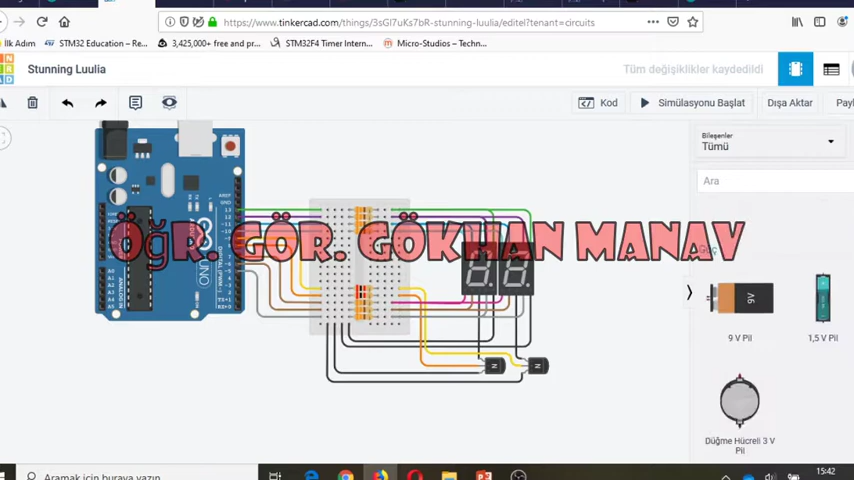 https://www.tinkercad.com/things/3sGl7uKs7bR-stunning-luulia/editel?tenant=circuits
İlk Adım
STM32 Education - Re...
3,425,000+ free and pr...
STM32F4 Timer Intern...
Micro-Studios – Techn...
Stunning Luulia
Tüm değişiklikler kaydedildi
Kod
Simülasyonu Başlat
Dışa Aktar
Payl
Bileşenler
Tümü
Ara
ÖĞR. GÖR. GÖKHAN MANAV
Güç
9V
9 V Pil
1,5 V Pil
Düğme Hücreli 3 V
Pil
Aramak için buraya yazın
15:42